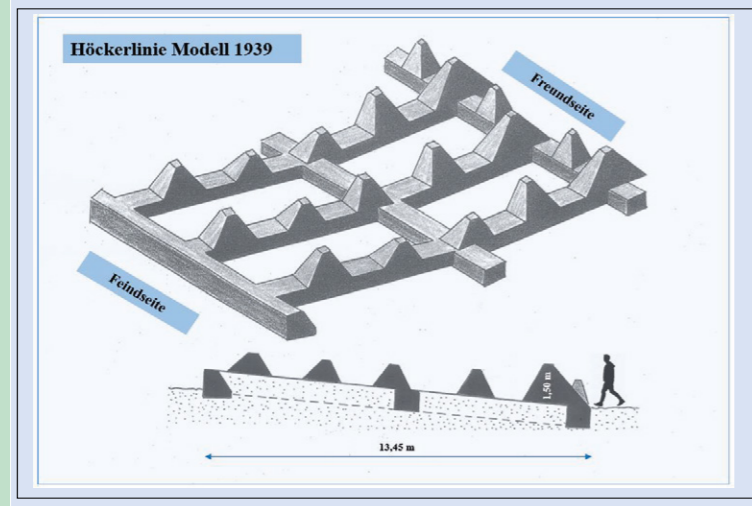 Höckerlinie Modell 1939
Freundseite
Feindseite
1,50 m
13,45 m